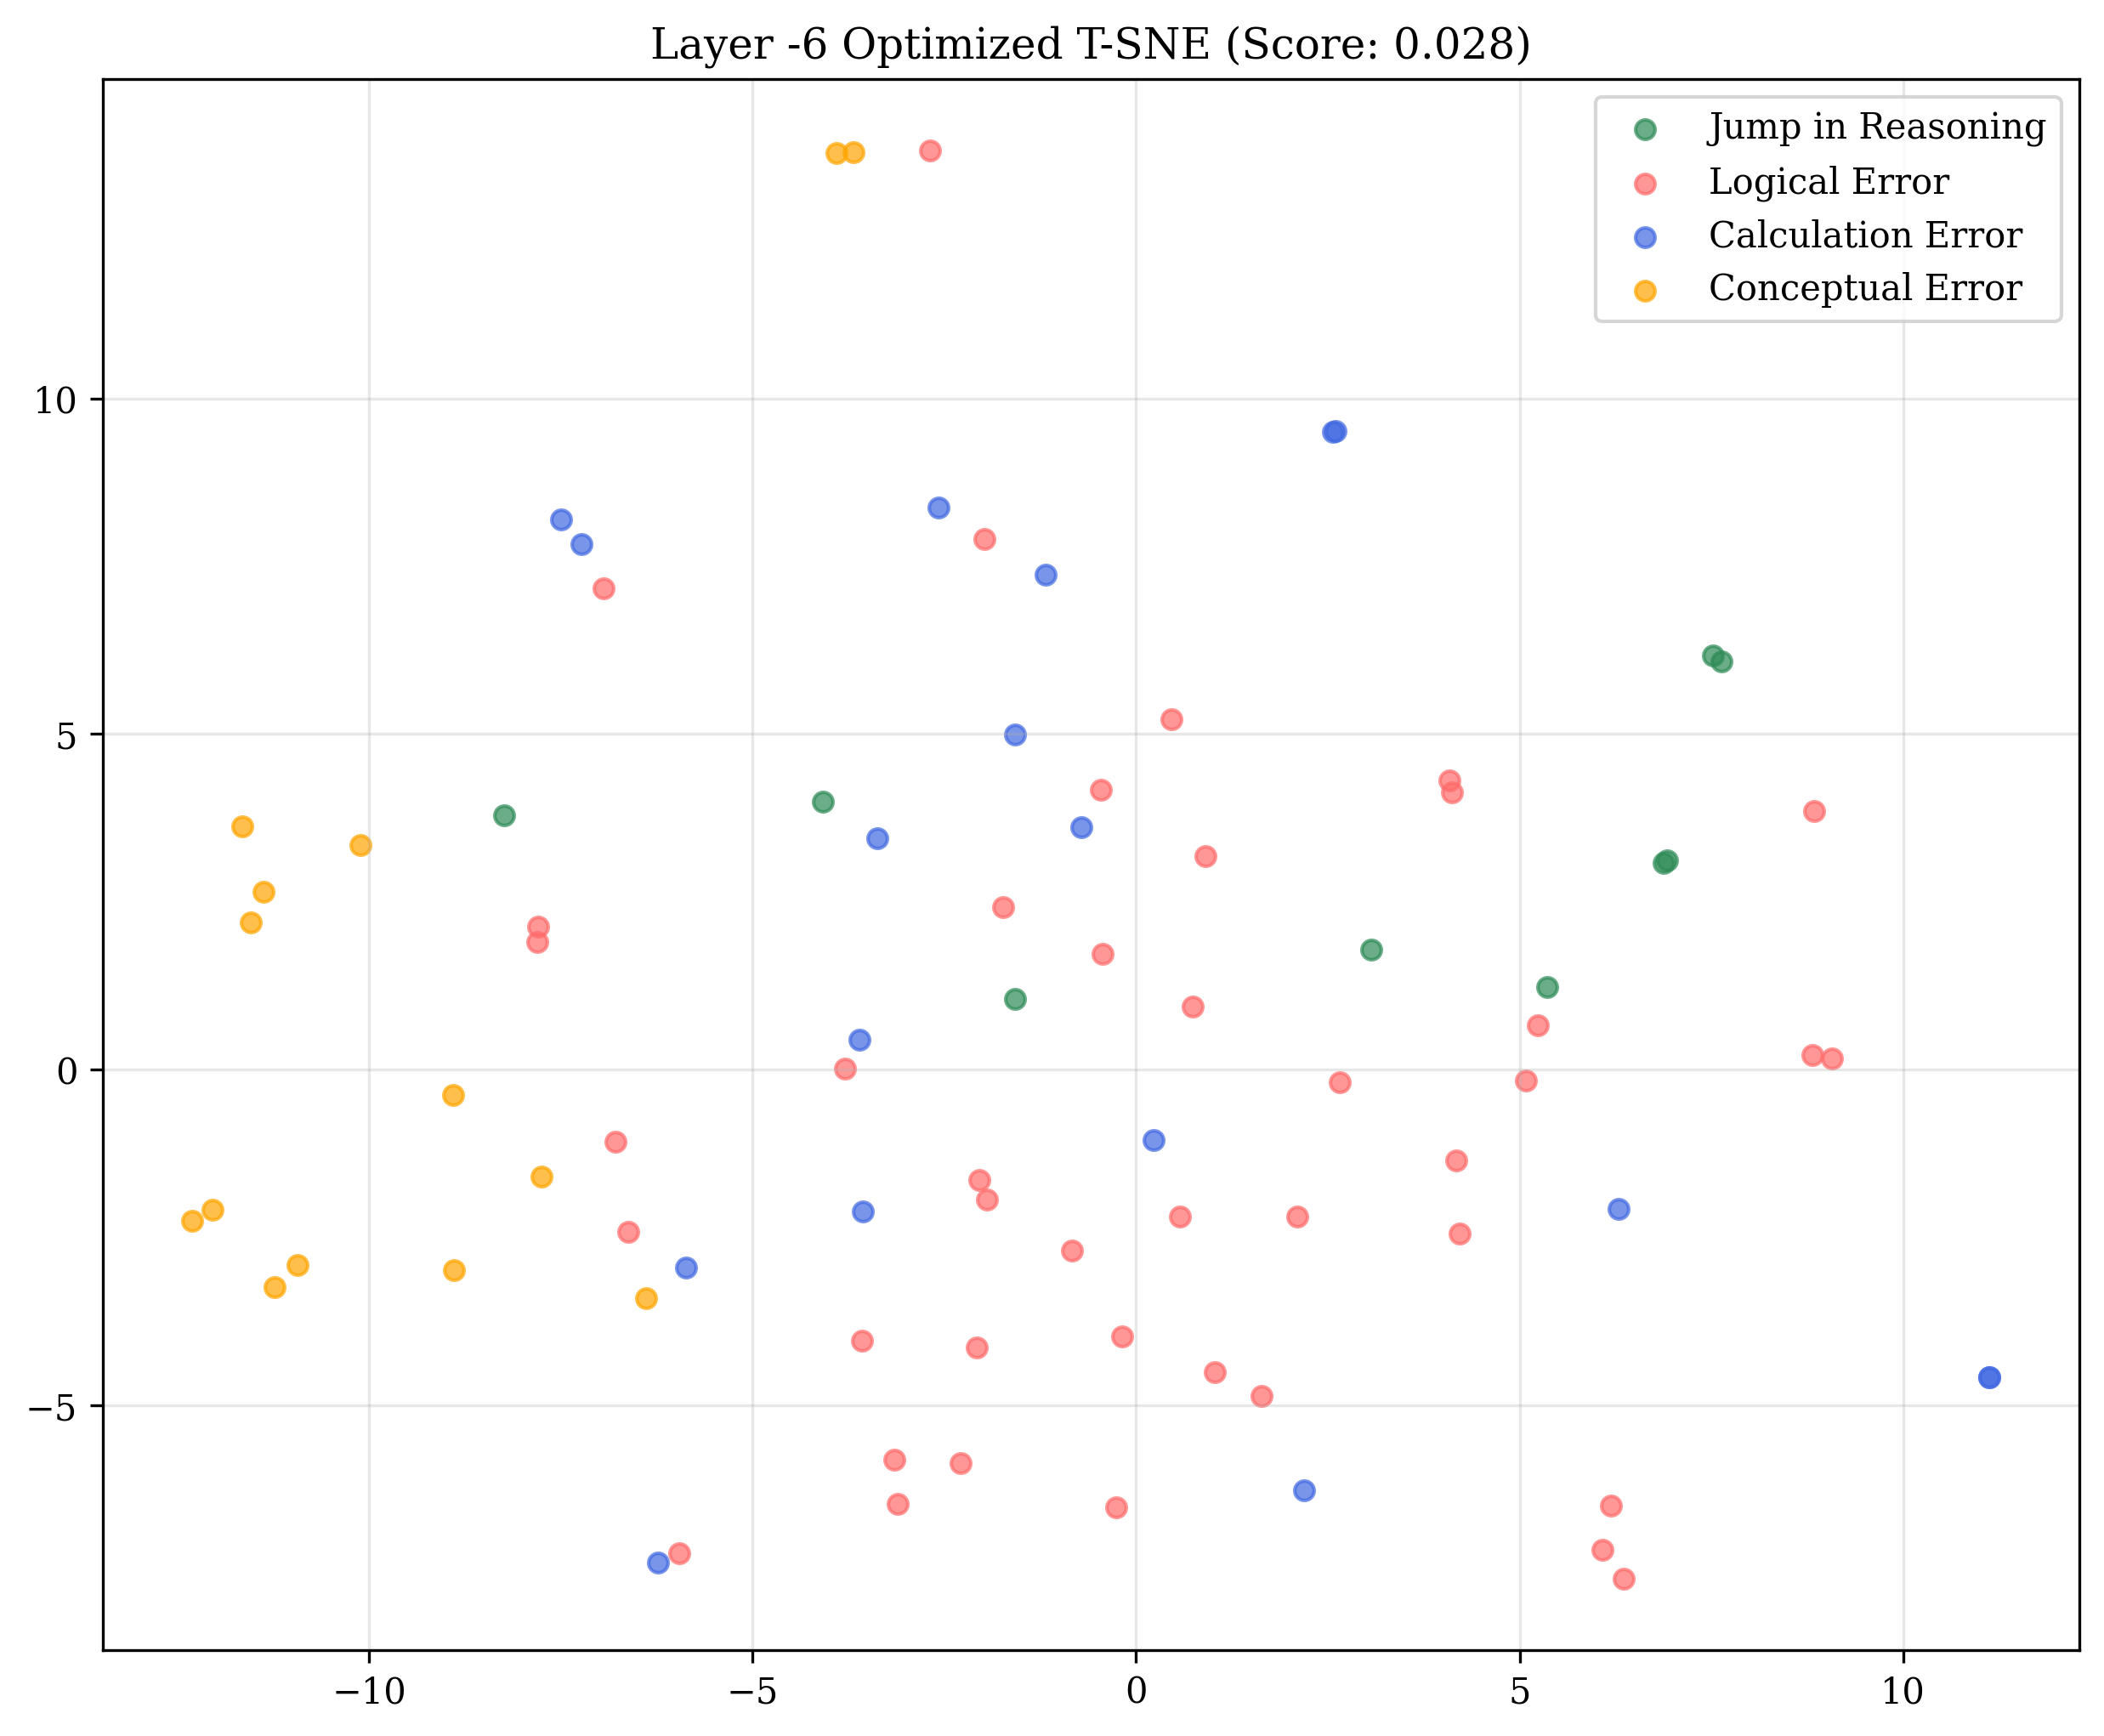 Layer -6 Optimized T-SNE (Score: 0.028)
Jump in Reasoning
Logical Error
Calculation Error
Conceptual Error
10
5
0
−5
−10
−5
0
5
10